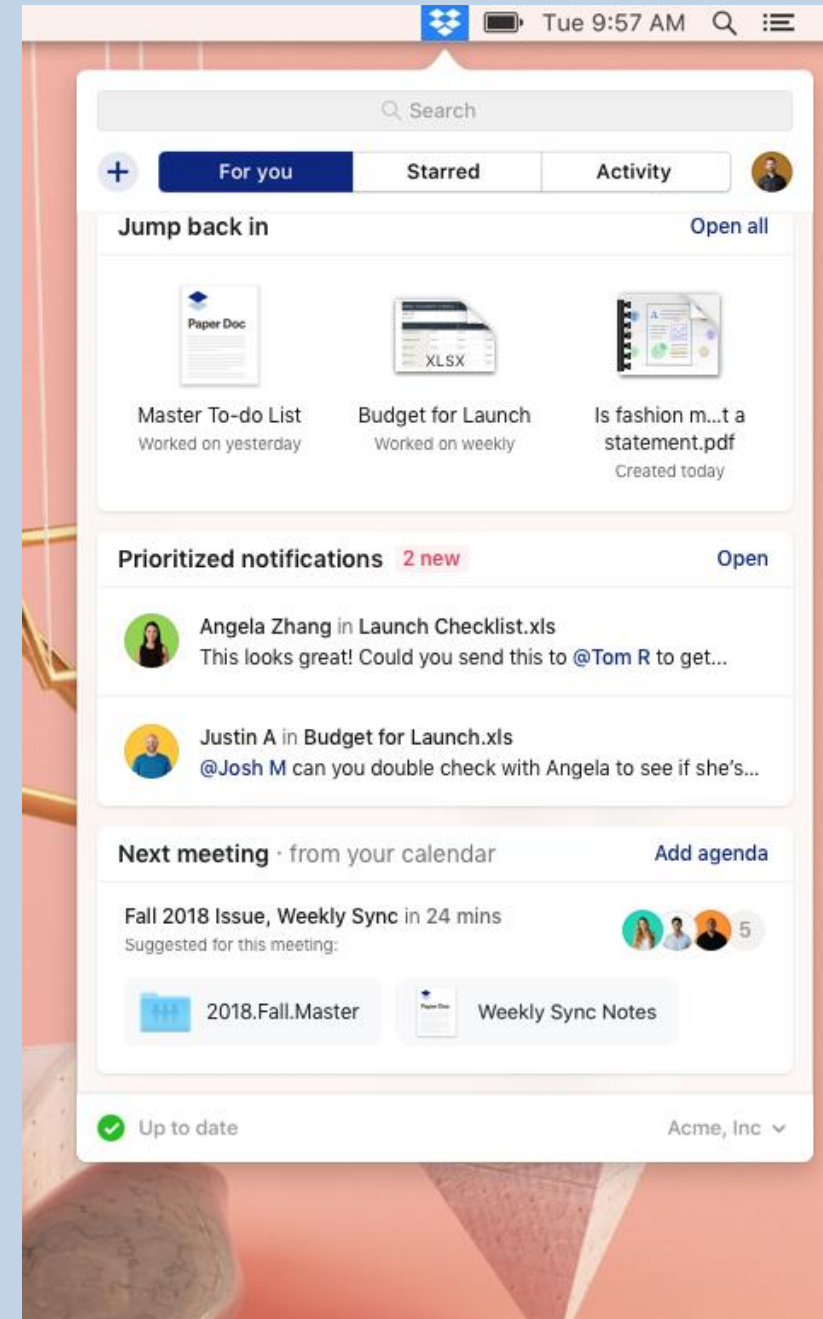 Tue 9:57 AM
Search
For you Starred Activity
Jump back in Open all
Paper Doc
XLSX
A
Master To-do List
Worked on yesterday
Budget for Launch
Worked on weekly
Is fashion m...t a
statement.pdf
Created today
Prioritized notifications 2 new Open
Angela Zhang in Launch Checklist.xls
This looks great! Could you send this to @Tom R to get...
Justin A in Budget for Launch.xls
@Josh M can you double check with Angela to see if she’s...
Next meeting · from your calendar Add agenda
Fall 2018 Issue, Weekly Sync in 24 mins
Suggested for this meeting:
5
2018.Fall.Master
Paper Doc
Weekly Sync Notes
Up to date Acme, Inc